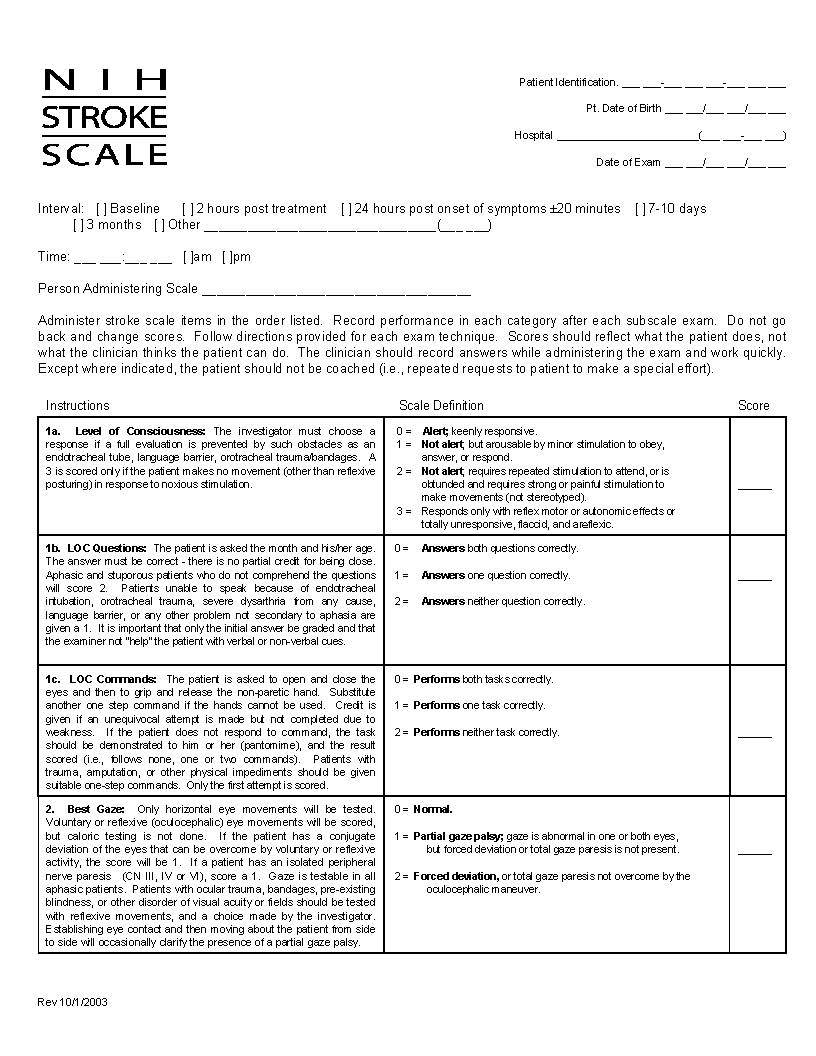 N I H
STROKE
SCALE
Patient Identification. ___ ___-___ ___ ___-___ ___ ___
Pt. Date of Birth ___ ___/___ ___/___ ___
Hospital ________________________(___ ___-___ ___)
Date of Exam ___ ___/___ ___/___ ___
Interval: [ ] Baseline [ ] 2 hours post treatment [ ] 24 hours post onset of symptoms ±20 minutes [ ] 7-10 days
[ ] 3 months [ ] Other ________________________________(___ ___)
Time: ___ ___:___ ___ [ ]am [ ]pm
Person Administering Scale _____________________________________
Administer stroke scale items in the order listed. Record performance in each category after each subscale exam. Do not go
back and change scores. Follow directions provided for each exam technique. Scores should reflect what the patient does, not
what the clinician thinks the patient can do. The clinician should record answers while administering the exam and work quickly.
Except where indicated, the patient should not be coached (i.e., repeated requests to patient to make a special effort).
Instructions Scale Definition Score
1a. Level of Consciousness: The investigator must choose a
response if a full evaluation is prevented by such obstacles as an
endotracheal tube, language barrier, orotracheal trauma/bandages. A
3 is scored only if the patient makes no movement (other than reflexive
posturing) in response to noxious stimulation.
0 = Alert; keenly responsive.
1 = Not alert; but arousable by minor stimulation to obey,
answer, or respond.
2 = Not alert; requires repeated stimulation to attend, or is
obtunded and requires strong or painful stimulation to
make movements (not stereotyped).
3 = Responds only with reflex motor or autonomic effects or
totally unresponsive, flaccid, and areflexic.
______
1b. LOC Questions: The patient is asked the month and his/her age.
The answer must be correct - there is no partial credit for being close.
Aphasic and stuporous patients who do not comprehend the questions
will score 2. Patients unable to speak because of endotracheal
intubation, orotracheal trauma, severe dysarthria from any cause,
language barrier, or any other problem not secondary to aphasia are
given a 1. It is important that only the initial answer be graded and that
the examiner not "help" the patient with verbal or non-verbal cues.
0 = Answers both questions correctly.
1 = Answers one question correctly.
2 = Answers neither question correctly.
______
1c. LOC Commands: The patient is asked to open and close the
eyes and then to grip and release the non-paretic hand. Substitute
another one step command if the hands cannot be used. Credit is
given if an unequivocal attempt is made but not completed due to
weakness. If the patient does not respond to command, the task
should be demonstrated to him or her (pantomime), and the result
scored (i.e., follows none, one or two commands). Patients with
trauma, amputation, or other physical impediments should be given
suitable one-step commands. Only the first attempt is scored.
0 = Performs both tasks correctly.
1 = Performs one task correctly.
2 = Performs neither task correctly.
______
2. Best Gaze: Only horizontal eye movements will be tested.
Voluntary or reflexive (oculocephalic) eye movements will be scored,
but caloric testing is not done. If the patient has a conjugate
deviation of the eyes that can be overcome by voluntary or reflexive
activity, the score will be 1. If a patient has an isolated peripheral
nerve paresis (CN III, IV or VI), score a 1. Gaze is testable in all
aphasic patients. Patients with ocular trauma, bandages, pre-existing
blindness, or other disorder of visual acuity or fields should be tested
with reflexive movements, and a choice made by the investigator.
Establishing eye contact and then moving about the patient from side
to side will occasionally clarify the presence of a partial gaze palsy.
0 = Normal.
1 = Partial gaze palsy; gaze is abnormal in one or both eyes,
but forced deviation or total gaze paresis is not present.
2 = Forced deviation, or total gaze paresis not overcome by the
oculocephalic maneuver.
______
Rev 10/1/2003